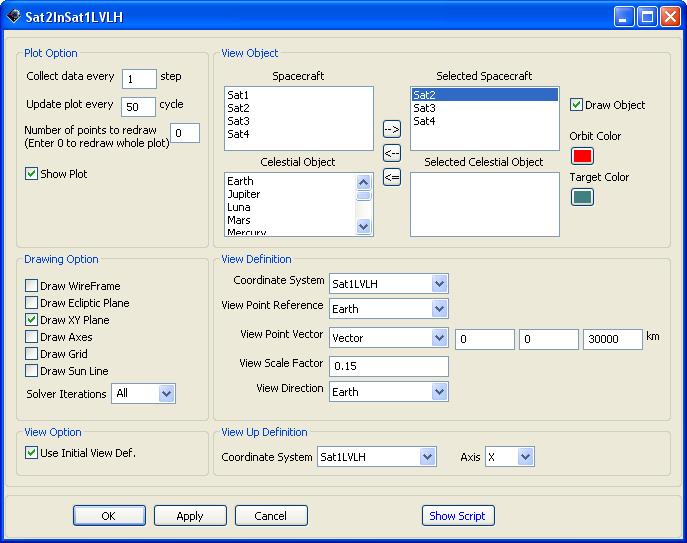 Sat2InSat1LVLH
Plot Option
Collect data every 1 step
Update plot every 50 cycle
Number of points to redraw 0
(Enter 0 to redraw whole plot)
Show Plot
View Object
Spacecraft
Sat1
Sat2
Sat3
Sat4
-->
<--
<=
Selected Spacecraft
Sat2
Sat3
Sat4
Draw Object
Orbit Color
Target Color
Celestial Object
Earth
Jupiter
Luna
Mars
Mercury
Selected Celestial Object
Drawing Option
Draw WireFrame
Draw Ecliptic Plane
Draw XY Plane
Draw Axes
Draw Grid
Draw Sun Line
Solver Iterations All
View Definition
Coordinate System Sat1LVLH
View Point Reference Earth
View Point Vector Vector 0 0 30000 km
View Scale Factor 0.15
View Direction Earth
View Option
Use Initial View Def.
View Up Definition
Coordinate System Sat1LVLH Axis X
OK Apply Cancel Show Script